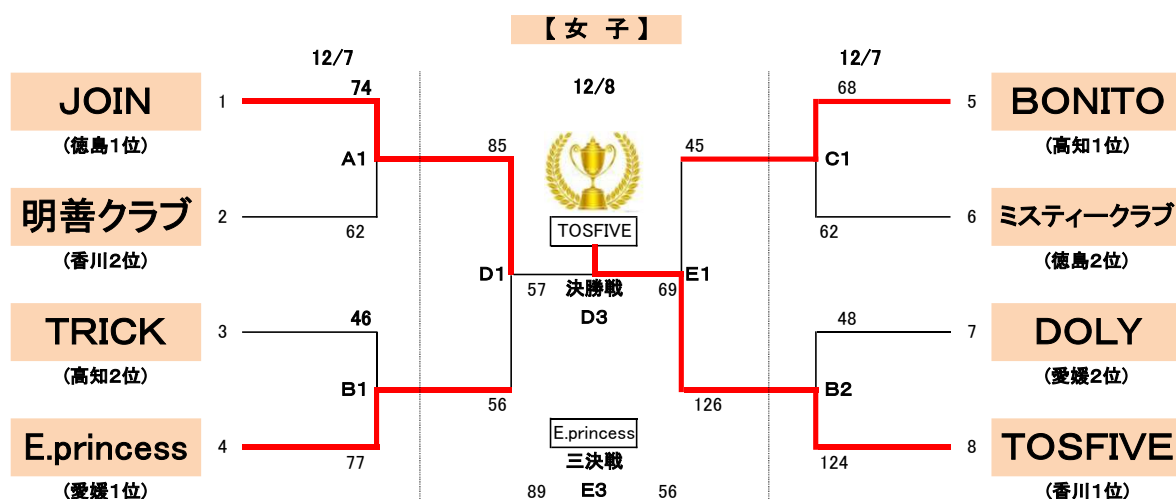 【 女 子 】
12/7
12/8
12/7
JOIN
(徳島1位)
1
74
A1
明善クラブ
(香川2位)
2
62
TRICK
(高知2位)
3
46
B1
E.princess
(愛媛1位)
4
77
85
D1
56
TOSFIVE
57
決勝戦
69
D3
E.princess
三決戦
89
E3
56
45
E1
126
68
5
BONITO
(高知1位)
C1
62
6
ミスティークラブ
(徳島2位)
48
7
DOLY
(愛媛2位)
B2
124
8
TOSFIVE
(香川1位)